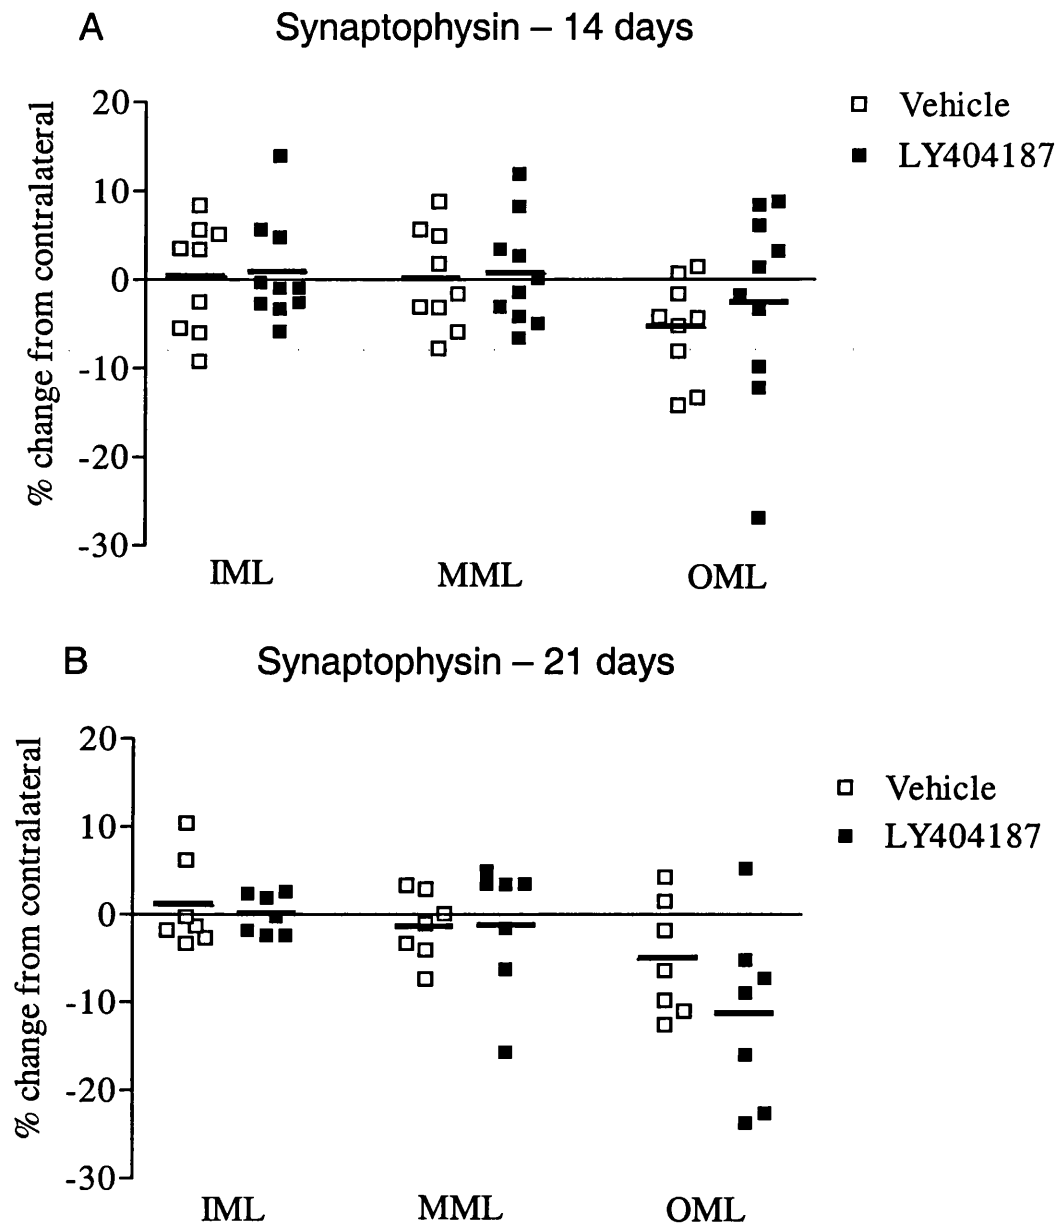 A
Synaptophysin – 14 days
% change from contralateral
20
10
0
-10
-20
-30
Vehicle
LY404187
IML MML OML
B
Synaptophysin – 21 days
% change from contralateral
20
10
0
-10
-20
-30
Vehicle
LY404187
IML MML OML